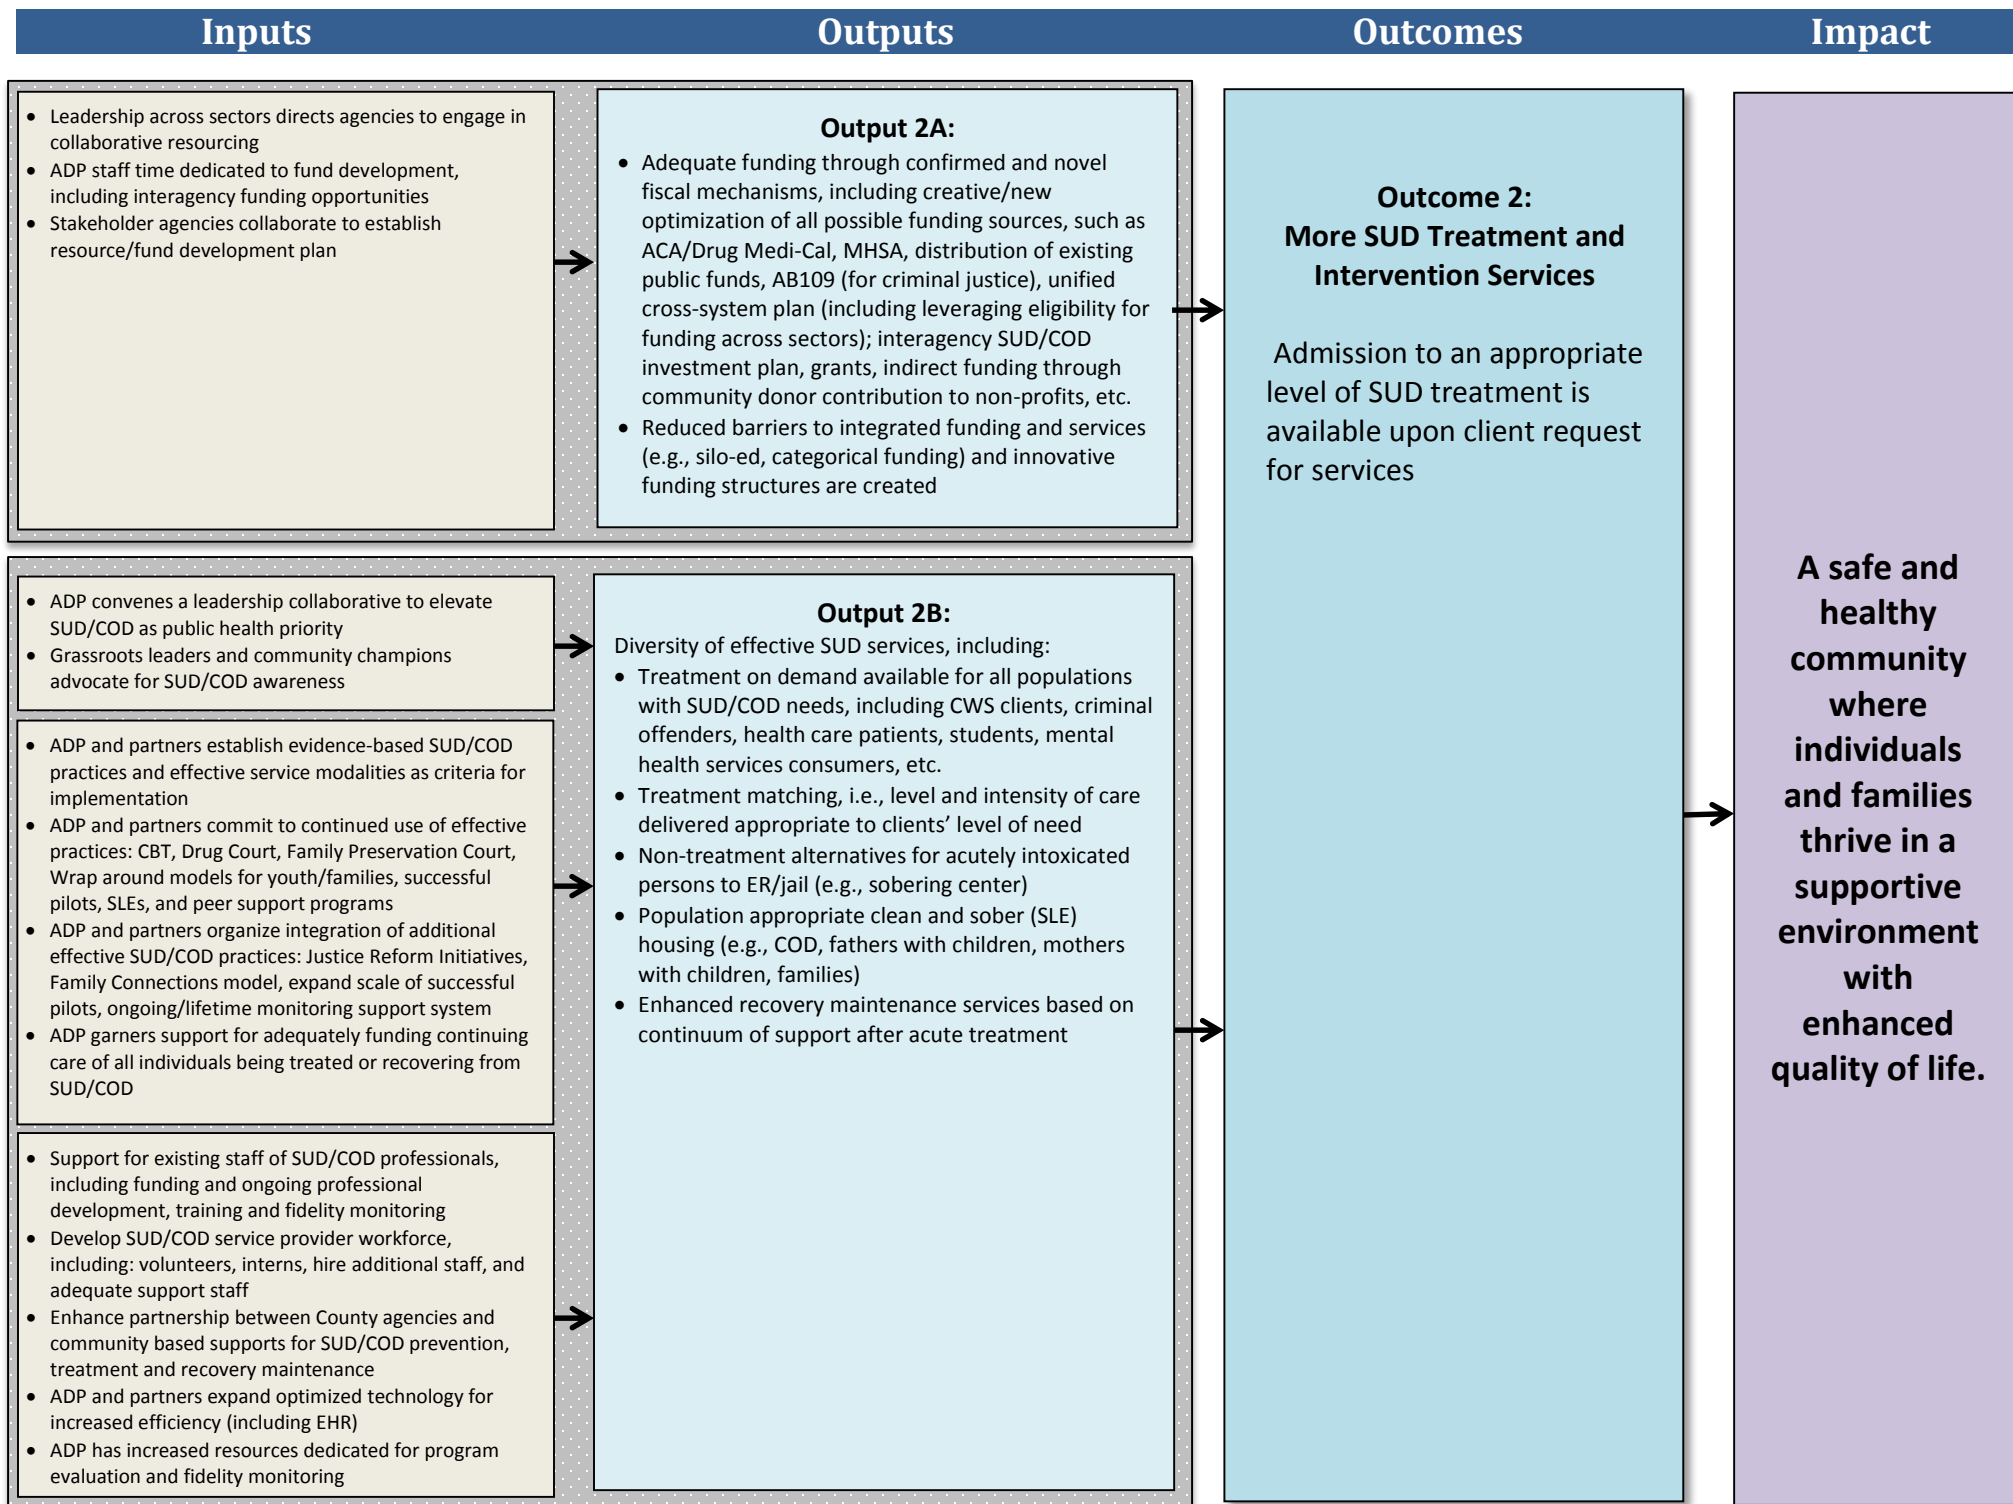 Inputs
Outputs
Outcomes
Impact
• Leadership across sectors directs agencies to engage in
collaborative resourcing
• ADP staff time dedicated to fund development,
including interagency funding opportunities
• Stakeholder agencies collaborate to establish
resource/fund development plan
Output 2A:
• Adequate funding through confirmed and novel
fiscal mechanisms, including creative/new
optimization of all possible funding sources, such as
ACA/Drug Medi-Cal, MHSA, distribution of existing
public funds, AB109 (for criminal justice), unified
cross-system plan (including leveraging eligibility for
funding across sectors); interagency SUD/COD
investment plan, grants, indirect funding through
community donor contribution to non-profits, etc.
• Reduced barriers to integrated funding and services
(e.g., silo-ed, categorical funding) and innovative
funding structures are created
• ADP convenes a leadership collaborative to elevate
SUD/COD as public health priority
• Grassroots leaders and community champions
advocate for SUD/COD awareness
• ADP and partners establish evidence-based SUD/COD
practices and effective service modalities as criteria for
implementation
• ADP and partners commit to continued use of effective
practices: CBT, Drug Court, Family Preservation Court,
Wrap around models for youth/families, successful
pilots, SLEs, and peer support programs
• ADP and partners organize integration of additional
effective SUD/COD practices: Justice Reform Initiatives,
Family Connections model, expand scale of successful
pilots, ongoing/lifetime monitoring support system
• ADP garners support for adequately funding continuing
care of all individuals being treated or recovering from
SUD/COD
• Support for existing staff of SUD/COD professionals,
including funding and ongoing professional
development, training and fidelity monitoring
• Develop SUD/COD service provider workforce,
including: volunteers, interns, hire additional staff, and
adequate support staff
• Enhance partnership between County agencies and
community based supports for SUD/COD prevention,
treatment and recovery maintenance
• ADP and partners expand optimized technology for
increased efficiency (including EHR)
• ADP has increased resources dedicated for program
evaluation and fidelity monitoring
Output 2B:
Diversity of effective SUD services, including:
• Treatment on demand available for all populations
with SUD/COD needs, including CWS clients, criminal
offenders, health care patients, students, mental
health services consumers, etc.
• Treatment matching, i.e., level and intensity of care
delivered appropriate to clients’ level of need
• Non-treatment alternatives for acutely intoxicated
persons to ER/jail (e.g., sobering center)
• Population appropriate clean and sober (SLE)
housing (e.g., COD, fathers with children, mothers
with children, families)
• Enhanced recovery maintenance services based on
continuum of support after acute treatment
Outcome 2:
More SUD Treatment and
Intervention Services
Admission to an appropriate
level of SUD treatment is
available upon client request
for services
A safe and
healthy
community
where
individuals
and families
thrive in a
supportive
environment
with
enhanced
quality of life.